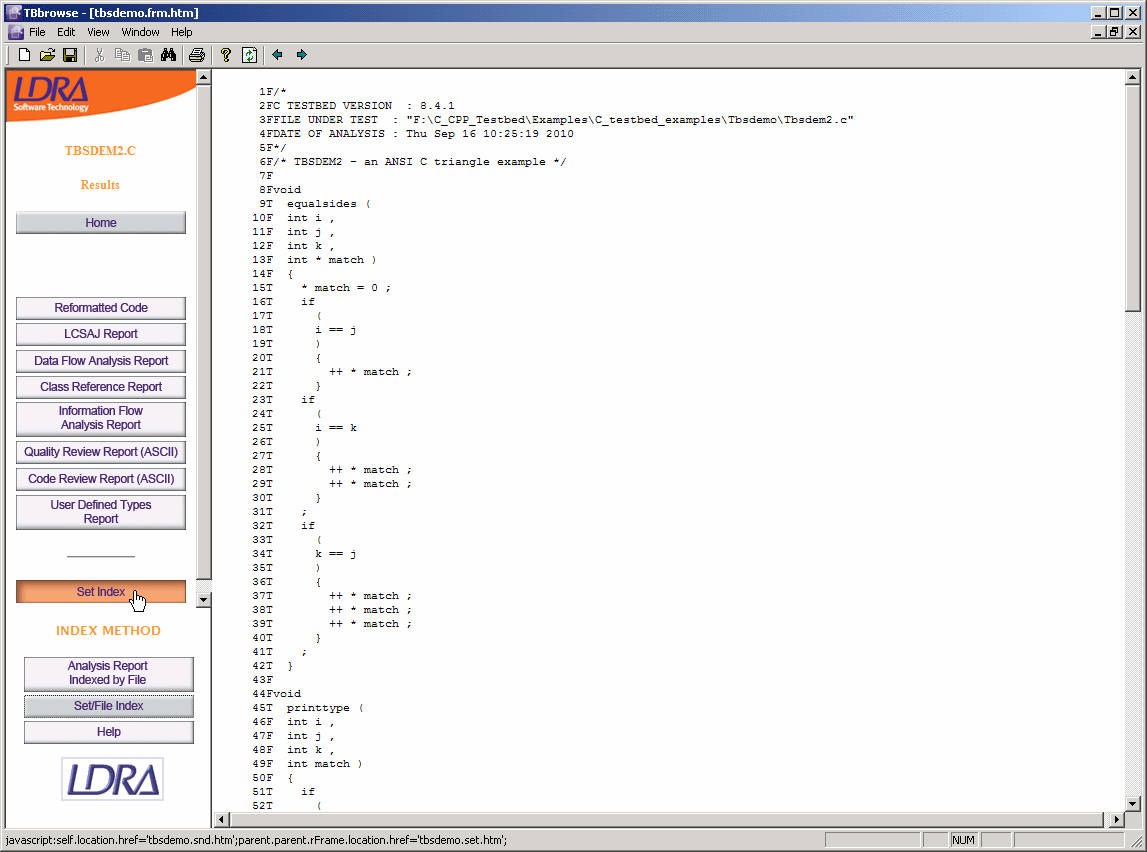 TBbrowse - [tbsdemo.frm.htm]
File Edit View Window Help
LDRA
Software Technology
TBSDEM2.C
Results
Home
Reformatted Code
LCSAJ Report
Data Flow Analysis Report
Class Reference Report
Information Flow
Analysis Report
Quality Review Report (ASCII)
Code Review Report (ASCII)
User Defined Types
Report
Set Index
INDEX METHOD
Analysis Report
Indexed by File
Set/File Index
Help
LDRA
1F/*
2FC TESTBED VERSION  : 8.4.1
3FFILE UNDER TEST  : "F:\C_CPP_Testbed\Examples\C_testbed_examples\Tbsdemo\Tbsdem2.c"
4FDATE OF ANALYSIS : Thu Sep 16 10:25:19 2010
5F*/
6F/* TBSDEM2 - an ANSI C triangle example */
7F
8Fvoid
9T  equalsides (
10F  int i ,
11F  int j ,
12F  int k ,
13F  int * match )
14F  {
15T    * match = 0 ;
16T    if
17T      (
18T      i == j
19T      )
20T      {
21T        ++ * match ;
22T      }
23T    if
24T      (
25T      i == k
26T      )
27T      {
28T        ++ * match ;
29T        ++ * match ;
30T      }
31T    ;
32T    if
33T      (
34T      k == j
35T      )
36T      {
37T        ++ * match ;
38T        ++ * match ;
39T        ++ * match ;
40T      }
41T    ;
42T  }
43F
44Fvoid
45T  printtype (
46F  int i ,
47F  int j ,
48F  int k ,
49F  int match )
50F  {
51T    if
52T      (
javascript:self.location.href='tbsdemo.snd.htm';parent.parent.rFrame.location.href='tbsdemo.set.htm';
NUM